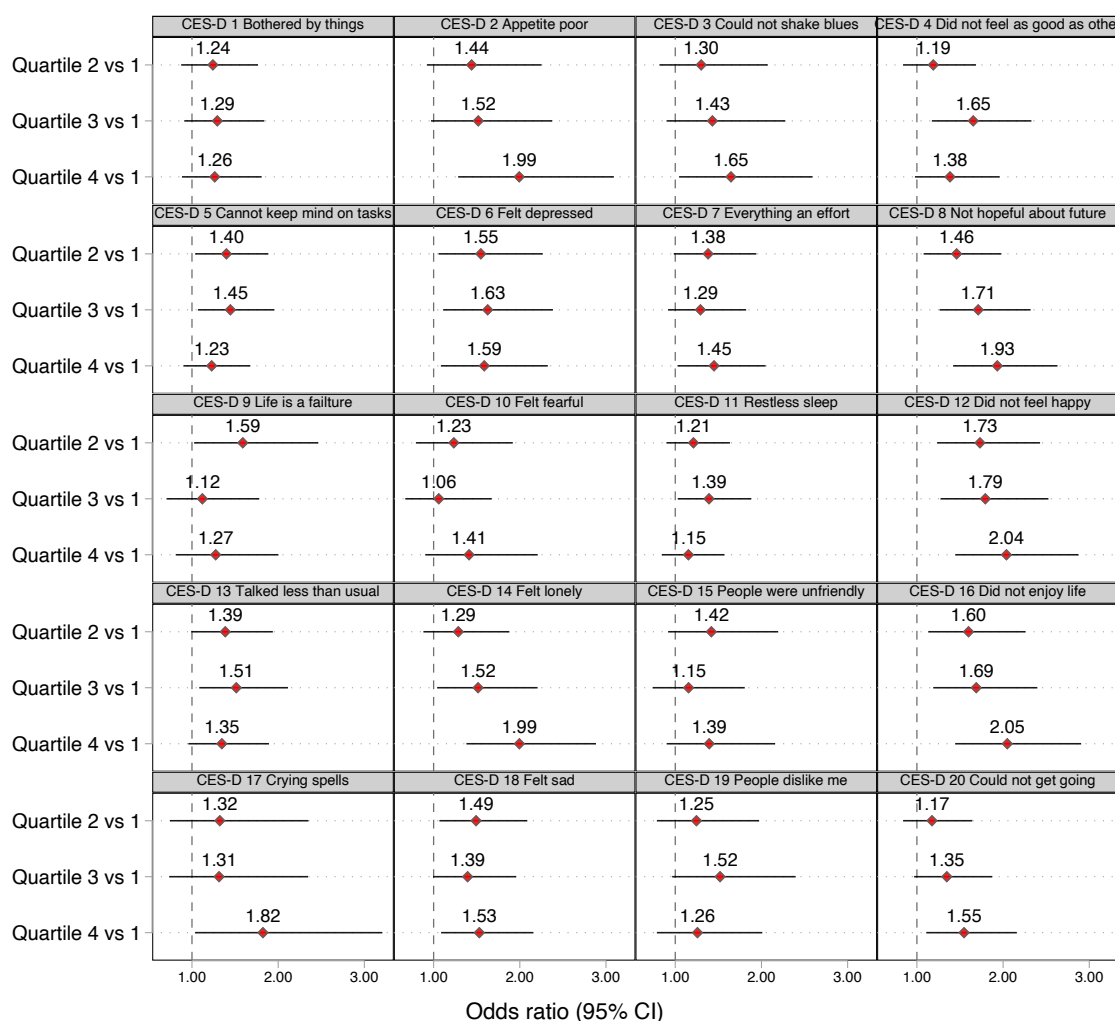 CES-D 1 Bothered by things CES-D 2 Appetite poor CES-D 3 Could not shake blues CES-D 4 Did not feel as good as othe
Quartile 2 vs 1 1.24 1.44 1.30 1.19
Quartile 3 vs 1 1.29 1.52 1.43 1.65
Quartile 4 vs 1 1.26 1.99 1.65 1.38
CES-D 5 Cannot keep mind on tasks CES-D 6 Felt depressed CES-D 7 Everything an effort CES-D 8 Not hopeful about future
Quartile 2 vs 1 1.40 1.55 1.38 1.46
Quartile 3 vs 1 1.45 1.63 1.29 1.71
Quartile 4 vs 1 1.23 1.59 1.45 1.93
CES-D 9 Life is a failture CES-D 10 Felt fearful CES-D 11 Restless sleep CES-D 12 Did not feel happy
Quartile 2 vs 1 1.59 1.23 1.21 1.73
Quartile 3 vs 1 1.12 1.06 1.39 1.79
Quartile 4 vs 1 1.27 1.41 1.15 2.04
CES-D 13 Talked less than usual CES-D 14 Felt lonely CES-D 15 People were unfriendly CES-D 16 Did not enjoy life
Quartile 2 vs 1 1.39 1.29 1.42 1.60
Quartile 3 vs 1 1.51 1.52 1.15 1.69
Quartile 4 vs 1 1.35 1.99 1.39 2.05
CES-D 17 Crying spells CES-D 18 Felt sad CES-D 19 People dislike me CES-D 20 Could not get going
Quartile 2 vs 1 1.32 1.49 1.25 1.17
Quartile 3 vs 1 1.31 1.39 1.52 1.35
Quartile 4 vs 1 1.82 1.53 1.26 1.55
1.00 2.00 3.00 1.00 2.00 3.00 1.00 2.00 3.00 1.00 2.00 3.00
Odds ratio (95% CI)